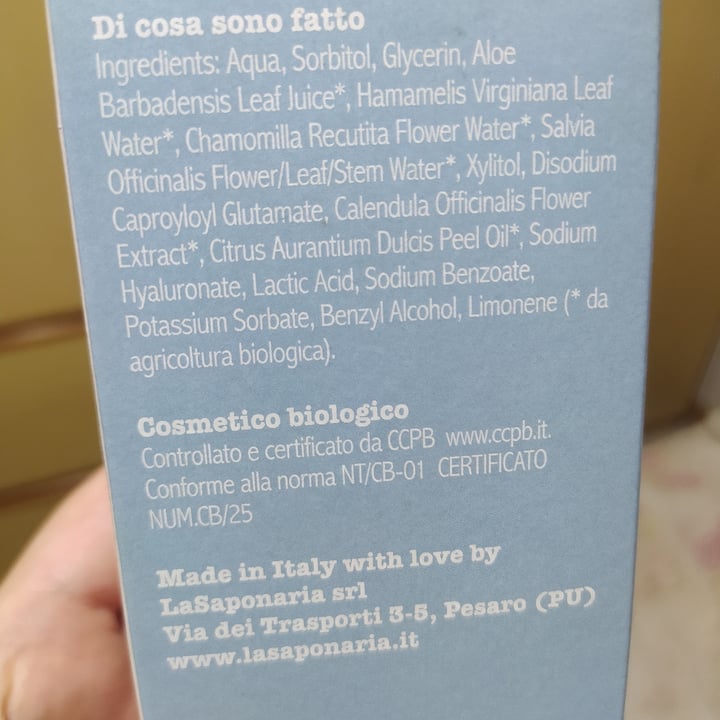 Di cosa sono fatto
Ingredients: Aqua, Sorbitol, Glycerin, Aloe
Barbadensis Leaf Juice*, Hamamelis Virginiana Leaf
Water*, Chamomilla Recutita Flower Water*, Salvia
Officinalis Flower/Leaf/Stem Water*, Xylitol, Disodium
Caproyloyl Glutamate, Calendula Officinalis Flower
Extract*, Citrus Aurantium Dulcis Peel Oil*, Sodium
Hyaluronate, Lactic Acid, Sodium Benzoate,
Potassium Sorbate, Benzyl Alcohol, Limonene (* da
agricoltura biologica).
Cosmetico biologico
Controllato e certificato da CCPB www.ccpb.it.
Conforme alla norma NT/CB-01 CERTIFICATO
NUM.CB/25
Made in Italy with love by
LaSaponaria srl
Via dei Trasporti 3-5, Pesaro (PU)
www.lasaponaria.it